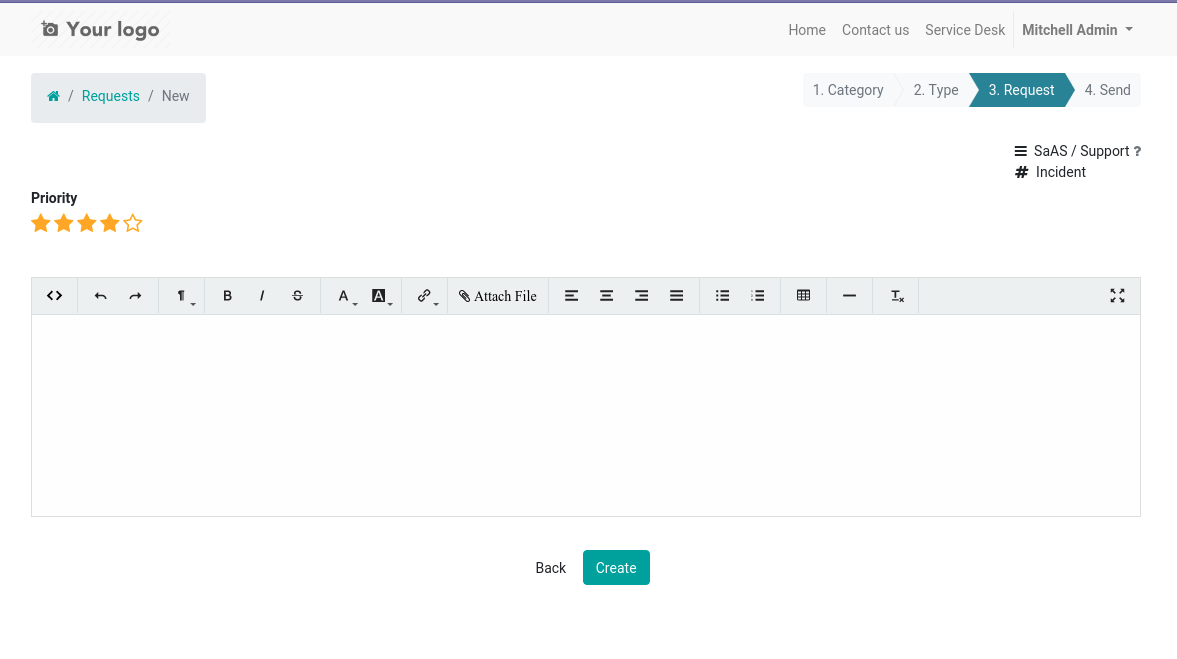 Your logo
Home Contact us Service Desk Mitchell Admin
/ Requests / New
1. Category 2. Type 3. Request 4. Send
SaAS / Support ?
# Incident
Priority
B I S A A Attach File
Back Create